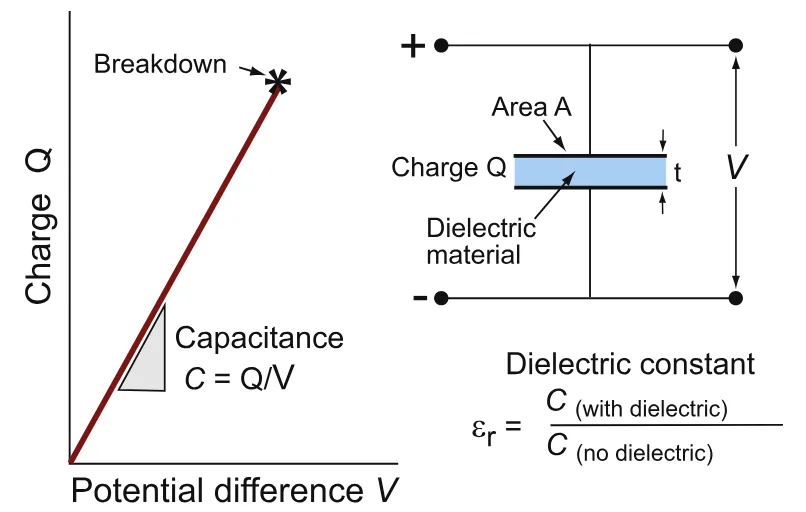 Breakdown
Charge Q
Capacitance
C = Q/V
Potential difference V
+
Area A
Charge Q
t
V
Dielectric
material
-
Dielectric constant
εr = C (with dielectric)
C (no dielectric)